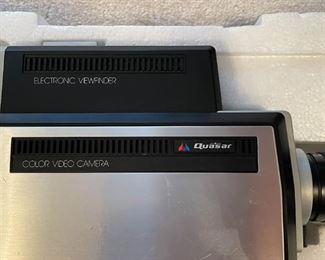 ELECTRONIC VIEWFINDER
Quasar
COLOR VIDEO CAMERA